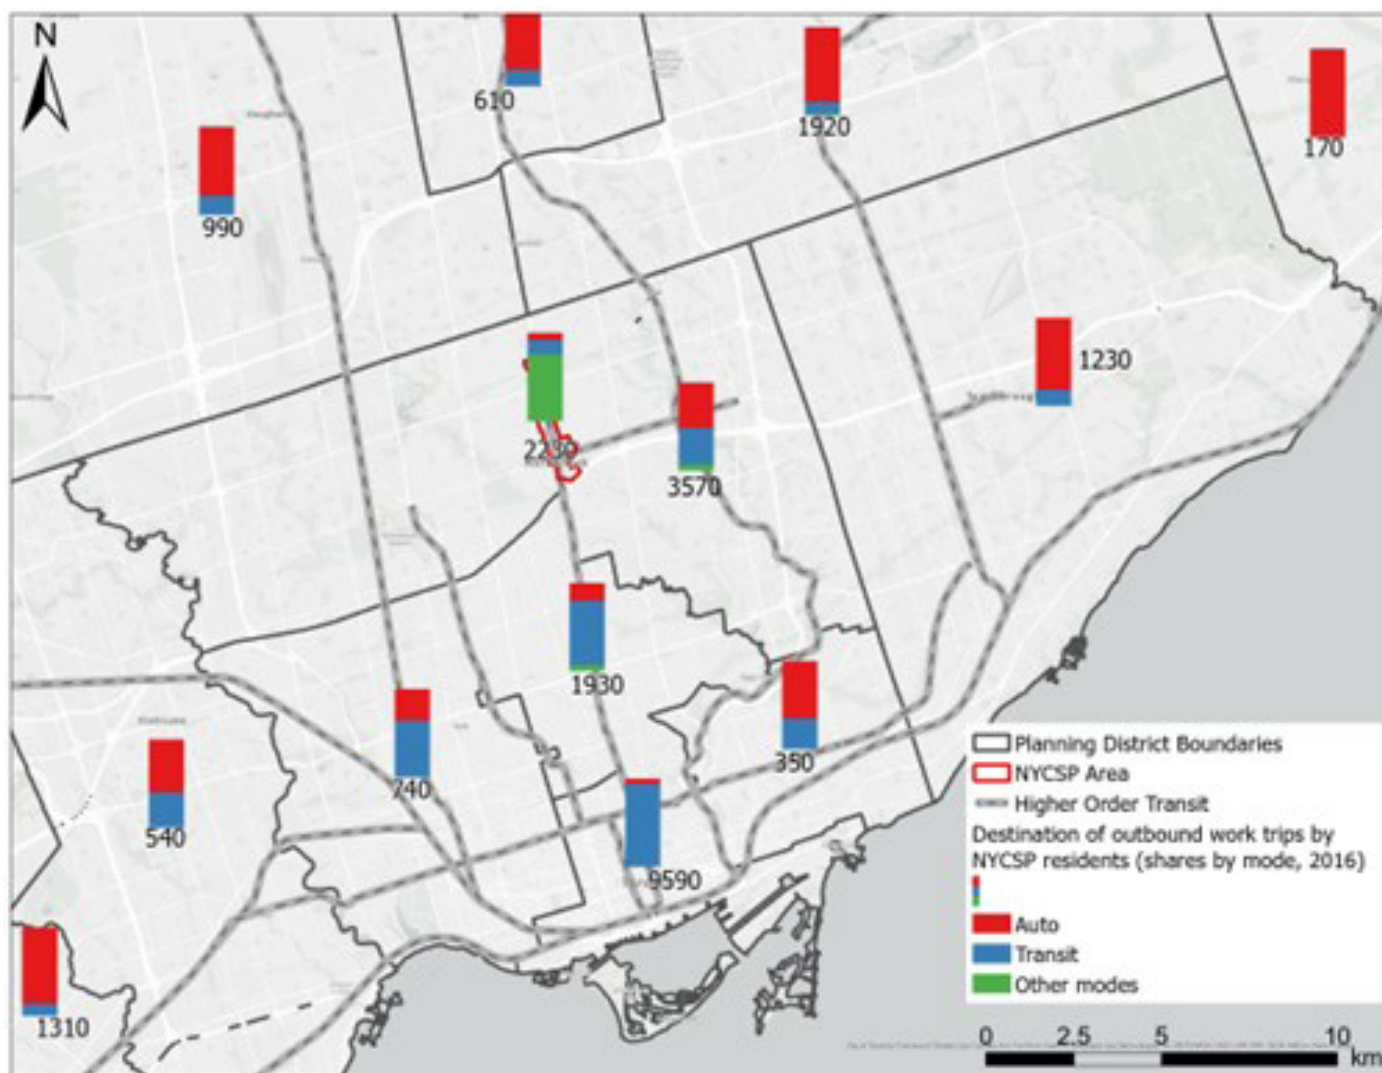 N
610
1920
170
Vaughan
990
1230
Scarborough
2230
3570
1930
740
350
540
9590
1310
Planning District Boundaries
NYCSP Area
Higher Order Transit
Destination of outbound work trips by
NYCSP residents (shares by mode, 2016)
Auto
Transit
Other modes
0 2.5 5 10
km